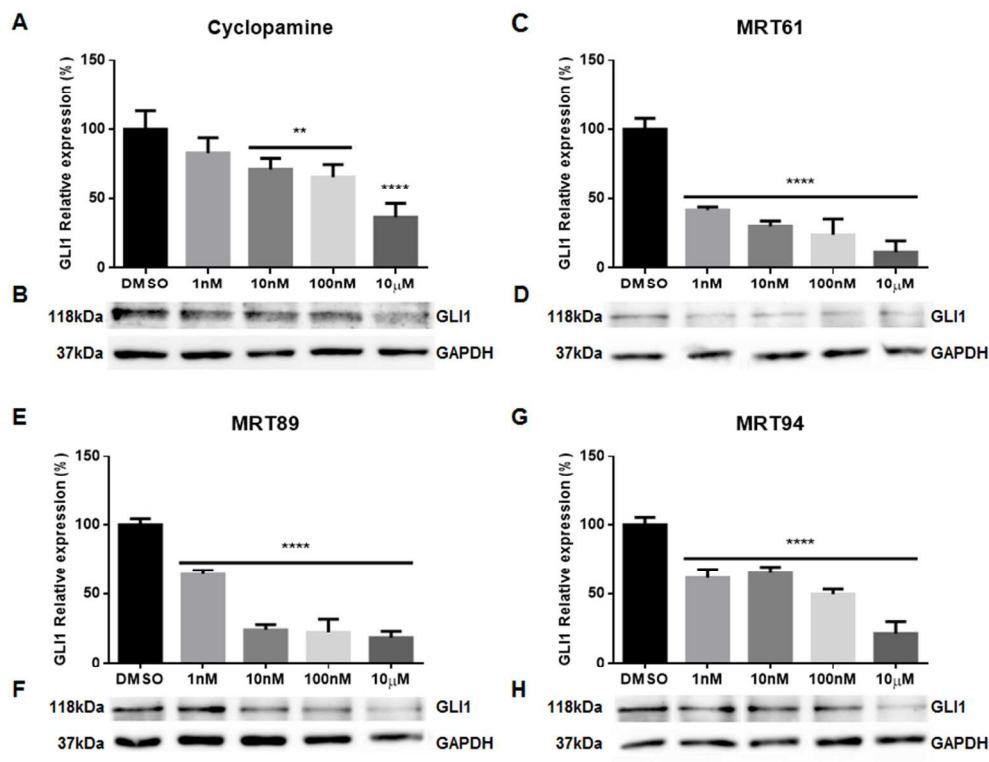 A
Cyclopamine
GLI1 Relative expression (%)
150
100
50
0
**
****
DMSO 1nM 10nM 100nM 10μM
B
118kDa GLI1
37kDa GAPDH
C
MRT61
GLI1 Relative expression (%)
150
100
50
0
****
DMSO 1nM 10nM 100nM 10μM
D
118kDa GLI1
37kDa GAPDH
E
MRT89
GLI1 Relative expression (%)
150
100
50
0
****
DMSO 1nM 10nM 100nM 10μM
F
118kDa GLI1
37kDa GAPDH
G
MRT94
GLI1 Relative expression (%)
150
100
50
0
****
DMSO 1nM 10nM 100nM 10μM
H
118kDa GLI1
37kDa GAPDH